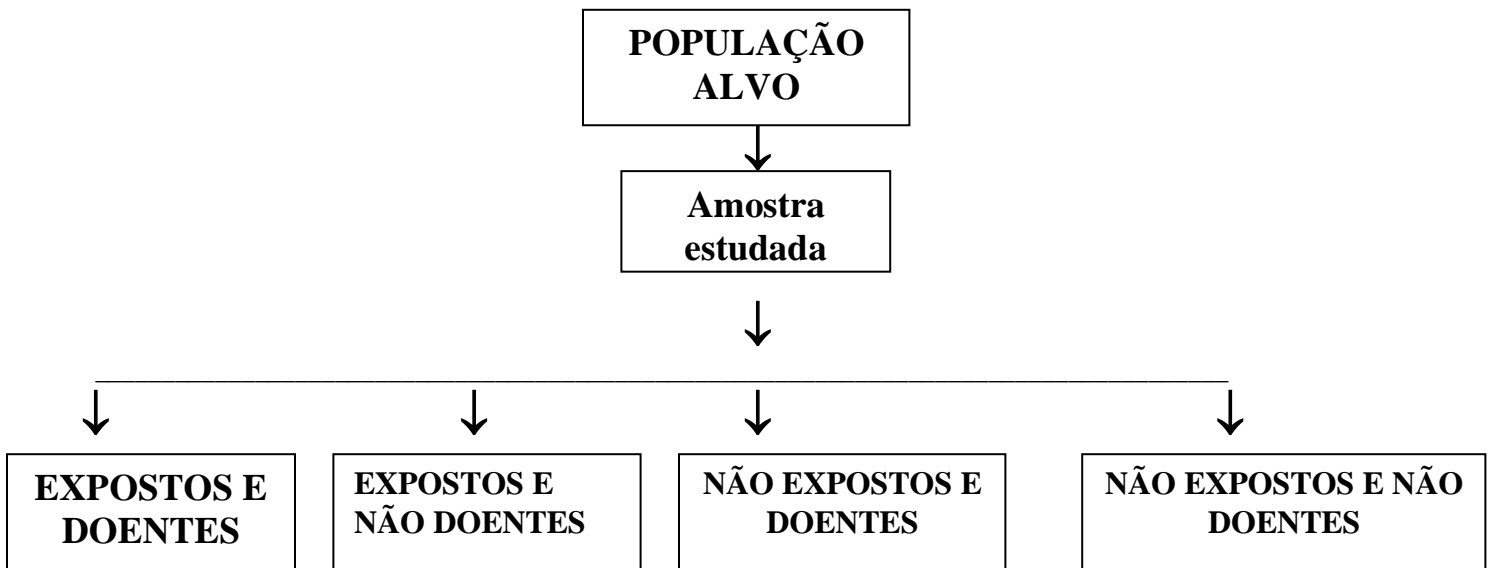 POPULAÇÃO
ALVO
Amostra
estudada
EXPOSTOS E
DOENTES
EXPOSTOS E
NÃO DOENTES
NÃO EXPOSTOS E
DOENTES
NÃO EXPOSTOS E NÃO
DOENTES